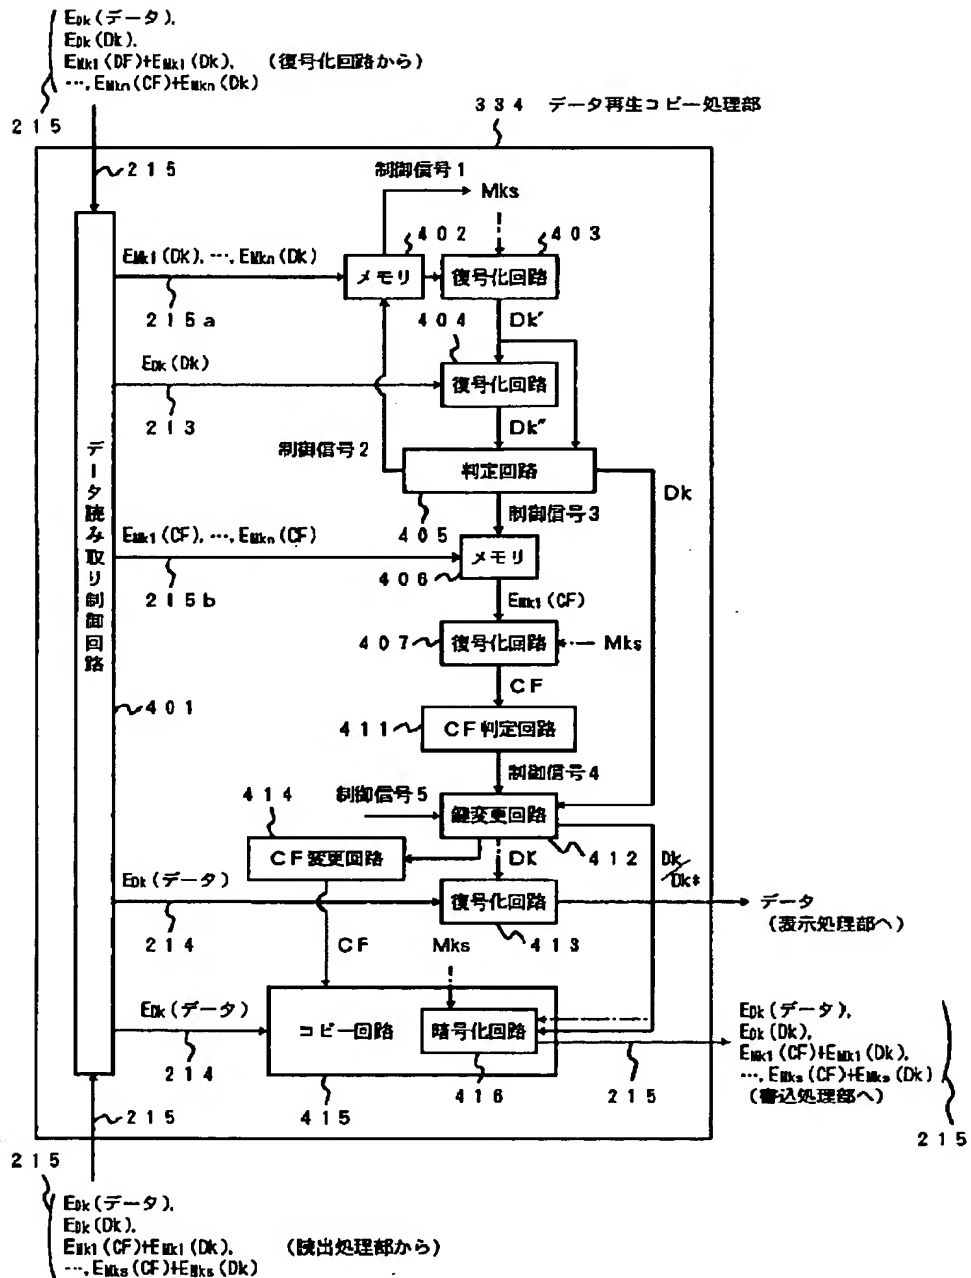 EDk(データ),
EDk(Dk),
EMk1(DF)+EMk1(Dk), (復号化回路から)
…,EMkn(CF)+EMkn(Dk)
215
334 データ再生コピー処理部
215
制御信号1
Mks
402
403
EMk1(DK),…,EMkn(DK)
メモリ
復号化回路
215a
404
Dk′
EDk(DK)
復号化回路
213
Dk″
制御信号2
判定回路
Dk
データ読み取り制御回路
405
制御信号3
EMk1(CF),…,EMkn(CF)
メモリ
406
215b
EMk1(CF)
407
復号化回路
Mks
CF
401
411
CF判定回路
制御信号4
414
制御信号5
鍵変更回路
CF変更回路
DK
412
Dk/Dk*
EDk(データ)
復号化回路
データ
(表示処理部へ)
214
CF
Mks
413
EDk(データ)
コピー回路
暗号化回路
EDk(データ),
EDk(Dk),
EMk1(CF)+EMk1(Dk),
…,EMks(CF)+EMks(Dk)
(書込処理部へ)
214
415
416
215
215
215
215
EDk(データ),
EDk(Dk),
EMk1(CF)+EMk1(Dk), (読出処理部から)
…,EMks(CF)+EMks(Dk)